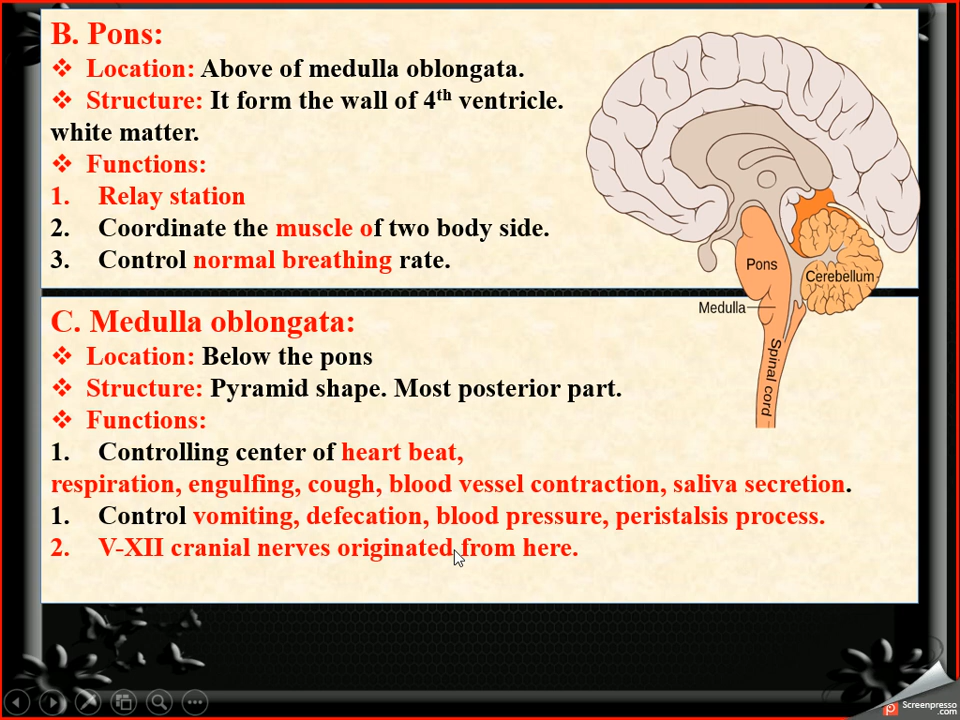 B. Pons:
❖ Location: Above of medulla oblongata.
❖ Structure: It form the wall of 4th ventricle.
white matter.
❖ Functions:
1. Relay station
2. Coordinate the muscle of two body side.
3. Control normal breathing rate.
Pons
Cerebellum
Medulla
Spinal cord
C. Medulla oblongata:
❖ Location: Below the pons
❖ Structure: Pyramid shape. Most posterior part.
❖ Functions:
1. Controlling center of heart beat,
respiration, engulfing, cough, blood vessel contraction, saliva secretion.
1. Control vomiting, defecation, blood pressure, peristalsis process.
2. V-XII cranial nerves originated from here.
Screenpresso
.com